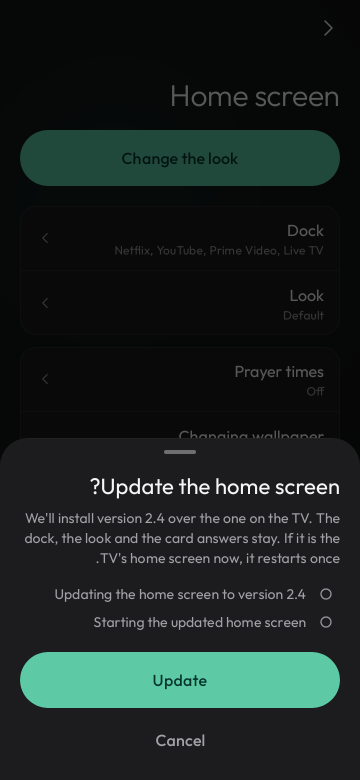 Home screen
Change the look
Dock
Netflix, YouTube, Prime Video, Live TV
Look
Default
Prayer times
Off
Changing wallpaper
Update the home screen?
We'll install version 2.4 over the one on the TV. The
dock, the look and the card answers stay. If it is the
TV's home screen now, it restarts once.
Updating the home screen to version 2.4
Starting the updated home screen
Update
Cancel